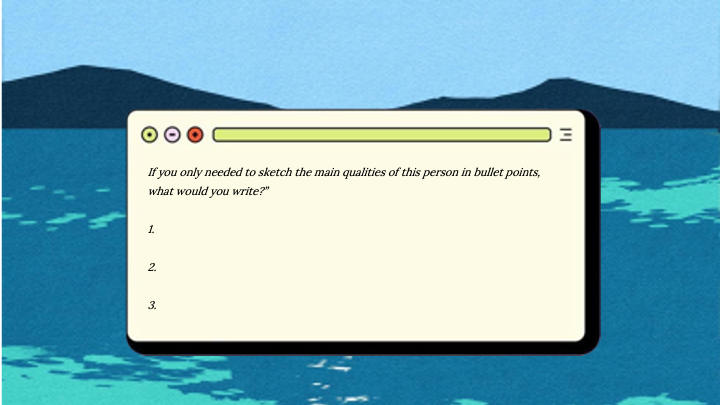 If you only needed to sketch the main qualities of this person in bullet points,
what would you write?"
1.
2.
3.